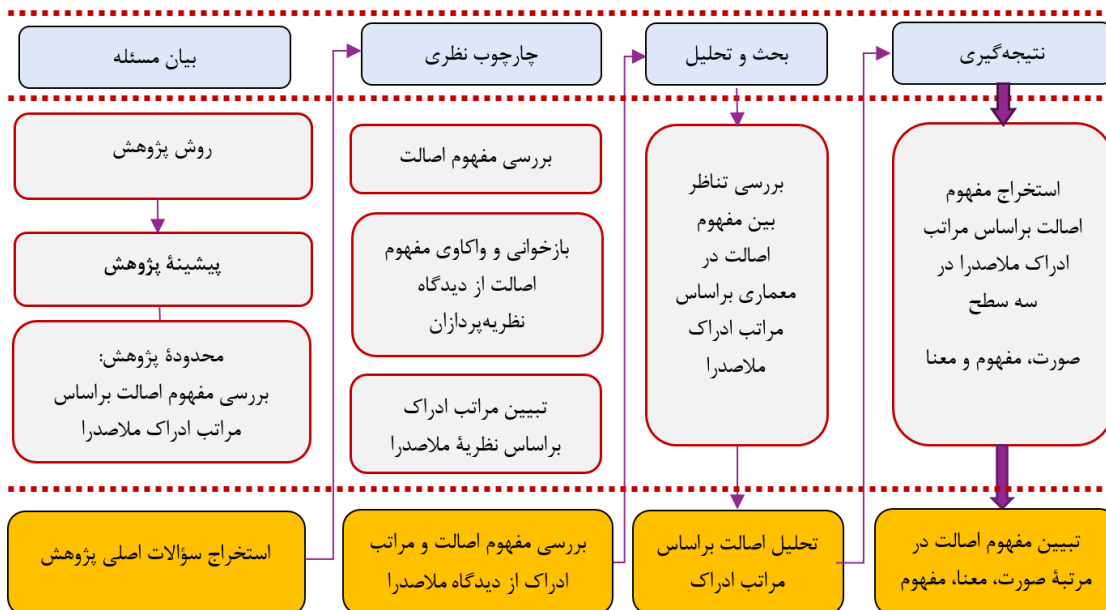 بیان مسئله
روش پژوهش
پیشینهٔ پژوهش
محدودهٔ پژوهش:
بررسی مفهوم اصالت براساس
مراتب ادراک ملاصدرا
استخراج سؤالات اصلی پژوهش
چارچوب نظری
بررسی مفهوم اصالت
بازخوانی و واکاوی مفهوم
اصالت از دیدگاه
نظریه‌پردازان
تبیین مراتب ادراک
براساس نظریهٔ ملاصدرا
بررسی مفهوم اصالت و مراتب
ادراک از دیدگاه ملاصدرا
بحث و تحلیل
بررسی تناظر
بین مفهوم
اصالت در
معماری براساس
مراتب ادراک
ملاصدرا
تحلیل اصالت براساس
مراتب ادراک
نتیجه‌گیری
استخراج مفهوم
اصالت براساس مراتب
ادراک ملاصدرا در
سه سطح
صورت، مفهوم و معنا
تبیین مفهوم اصالت در
مرتبهٔ صورت، معنا، مفهوم